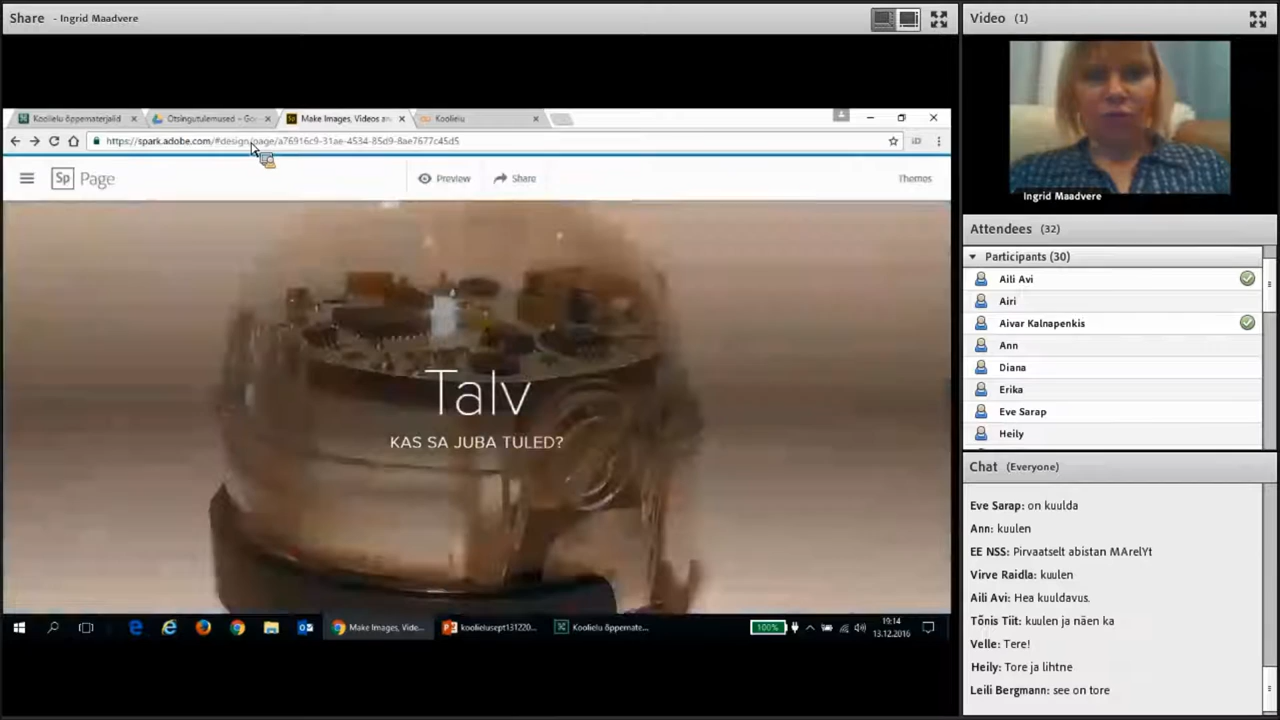 Share - Ingrid Maadvere
Koolielu õppematerjalid
Otsingutulemused – Goo
Make Images, Videos an
Koolielu
https://spark.adobe.com/#design/page/a76916c9-31ae-4534-85d9-8ae7677c45d5
Sp Page
Preview
Share
Themes
Talv
KAS SA JUBA TULED?
Make Images, Vide...
koolielusept131220...
Koolielu õppemate...
100%
19:14
13.12.2016
Video (1)
Ingrid Maadvere
Attendees (32)
Participants (30)
Aili Avi
Airi
Aivar Kalnapenkis
Ann
Diana
Erika
Eve Sarap
Heily
Chat (Everyone)
Eve Sarap: on kuulda
Ann: kuulen
EE NSS: Pirvaatselt abistan MArelYt
Virve Raidla: kuulen
Aili Avi: Hea kuuldavus.
Tõnis Tiit: kuulen ja näen ka
Velle: Tere!
Heily: Tore ja lihtne
Leili Bergmann: see on tore